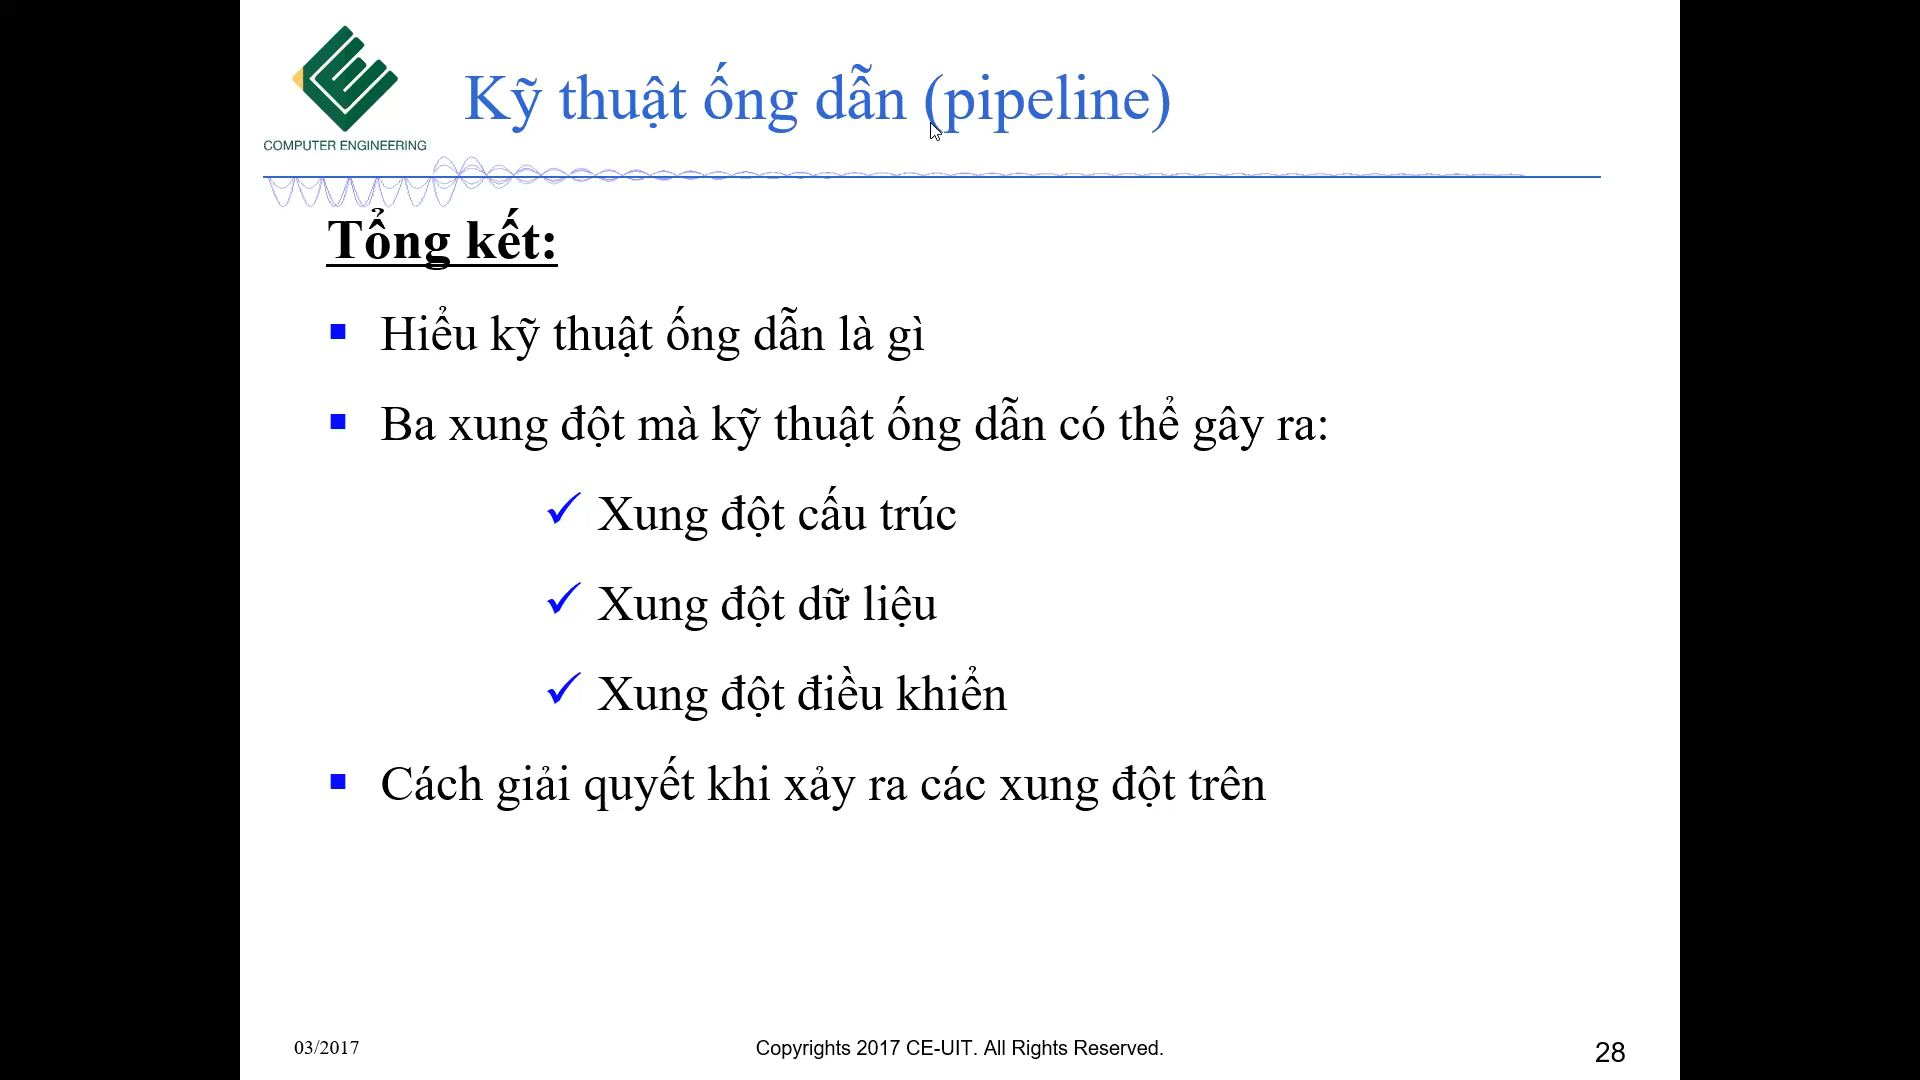 COMPUTER ENGINEERING
Kỹ thuật ống dẫn (pipeline)
Tổng kết:
Hiểu kỹ thuật ống dẫn là gì
Ba xung đột mà kỹ thuật ống dẫn có thể gây ra:
Xung đột cấu trúc
Xung đột dữ liệu
Xung đột điều khiển
Cách giải quyết khi xảy ra các xung đột trên
03/2017
Copyrights 2017 CE-UIT. All Rights Reserved.
28